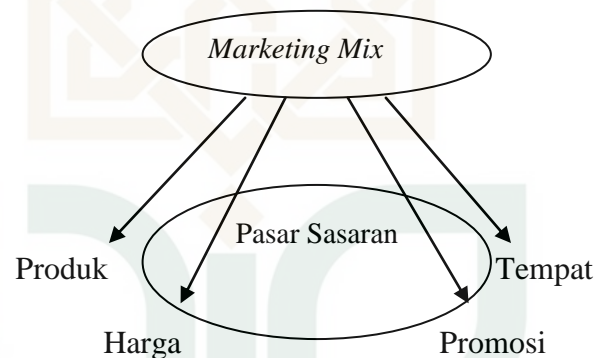 Marketing Mix
Pasar Sasaran
Produk
Tempat
Harga
Promosi